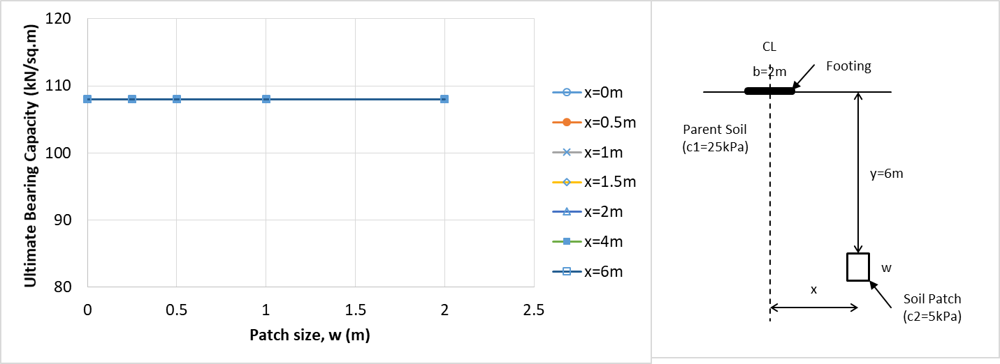 120
110
100
90
80
0
0.5
1
1.5
2
2.5
Ultimate Bearing Capacity (kN/sq.m)
Patch size, w (m)
x=0m
x=0.5m
x=1m
x=1.5m
x=2m
x=4m
x=6m
CL
b=2m
Footing
Parent Soil
(c1=25kPa)
y=6m
w
x
Soil Patch
(c2=5kPa)